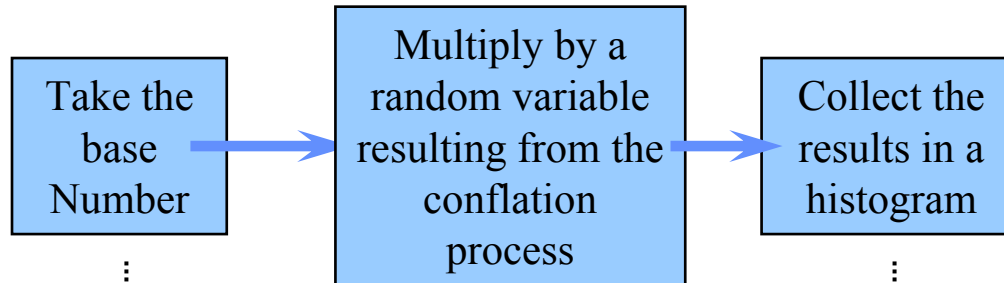 Take the
base
Number
Multiply by a
random variable
resulting from the
conflation
process
Collect the
results in a
histogram